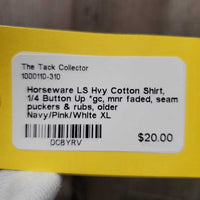 The Tack Collector
1000110-310
Horseware LS Hvy Cotton Shirt,
1/4 Button Up *gc, mnr faded, seam
puckers & rubs, older
Navy/Pink/White XL
$20.00
DCBYRV